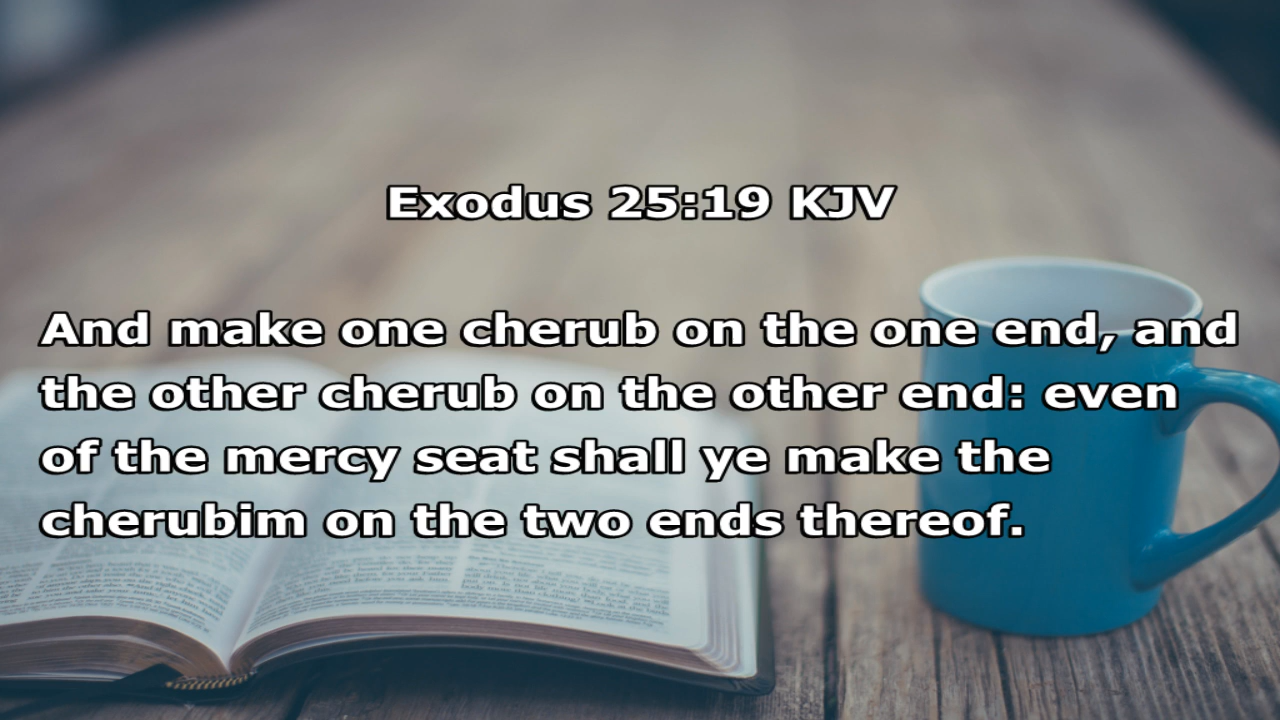 Exodus 25:19 KJV
And make one cherub on the one end, and
the other cherub on the other end: even
of the mercy seat shall ye make the
cherubim on the two ends thereof.